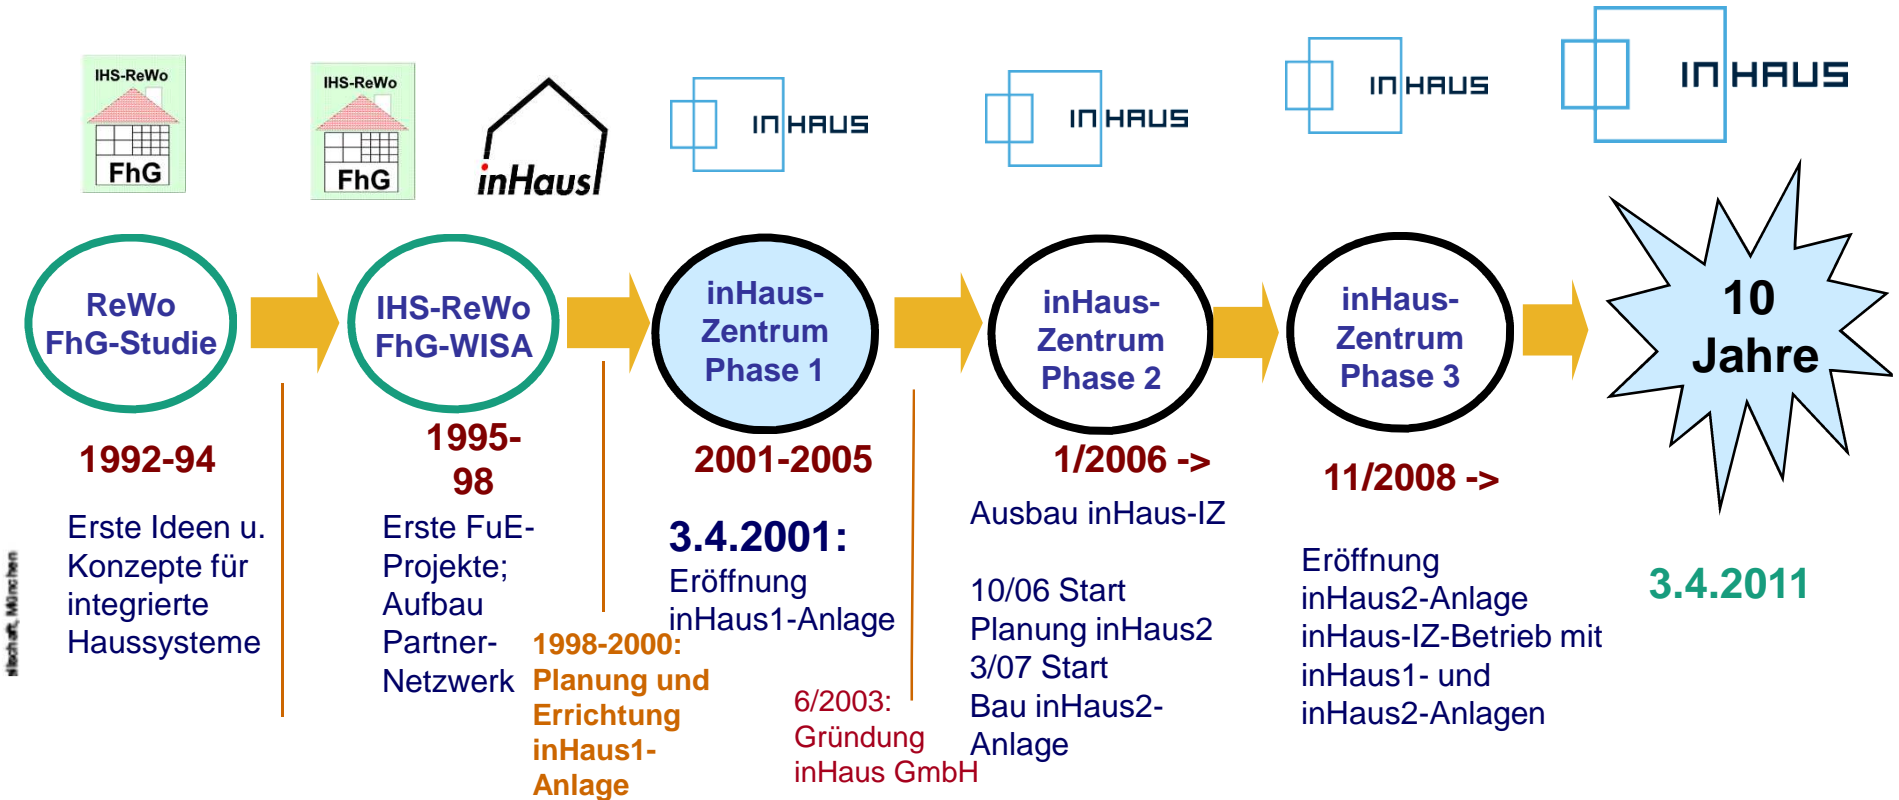 IHS-ReWo
FhG
IHS-ReWo
FhG
inHaus
IN HAUS
IN HAUS
IN HAUS
IN HAUS
ReWo
FhG-Studie
IHS-ReWo
FhG-WISA
inHaus-
Zentrum
Phase 1
inHaus-
Zentrum
Phase 2
inHaus-
Zentrum
Phase 3
10
Jahre
1992-94
Erste Ideen u.
Konzepte für
integrierte
Haussysteme
1995-
98
Erste FuE-
Projekte;
Aufbau
Partner-
Netzwerk
1998-2000:
Planung und
Errichtung
inHaus1-
Anlage
2001-2005
3.4.2001:
Eröffnung
inHaus1-Anlage
6/2003:
Gründung
inHaus GmbH
1/2006 ->
Ausbau inHaus-IZ
10/06 Start
Planung inHaus2
3/07 Start
Bau inHaus2-
Anlage
11/2008 ->
Eröffnung
inHaus2-Anlage
inHaus-IZ-Betrieb mit
inHaus1- und
inHaus2-Anlagen
3.4.2011
München